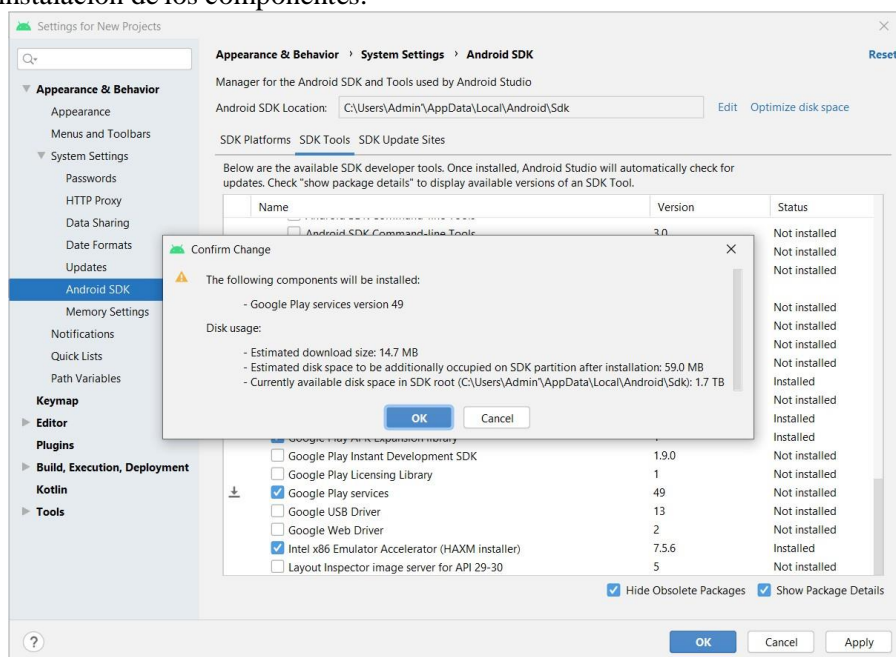 instalación de los componentes.
Settings for New Projects
Appearance & Behavior › System Settings › Android SDK
Reset
Manager for the Android SDK and Tools used by Android Studio
Android SDK Location: C:\Users\Admin"\AppData\Local\Android\Sdk Edit Optimize disk space
SDK Platforms SDK Tools SDK Update Sites
Below are the available SDK developer tools. Once installed, Android Studio will automatically check for
updates. Check "show package details" to display available versions of an SDK Tool.
Appearance & Behavior
Appearance
Menus and Toolbars
System Settings
Passwords
HTTP Proxy
Data Sharing
Date Formats
Updates
Android SDK
Memory Settings
Notifications
Quick Lists
Path Variables
Keymap
Editor
Plugins
Build, Execution, Deployment
Kotlin
Tools
Name Version Status
Android SDK Command-line Tools 3.0 Not installed
Not installed
Not installed
Not installed
Not installed
Not installed
Not installed
Installed
Not installed
Installed
Google Play APK Expansion library 1 Installed
Google Play Instant Development SDK 1.9.0 Not installed
Google Play Licensing Library 1 Not installed
Google Play services 49 Not installed
Google USB Driver 13 Not installed
Google Web Driver 2 Not installed
Intel x86 Emulator Accelerator (HAXM installer) 7.5.6 Installed
Layout Inspector image server for API 29-30 5 Not installed
Confirm Change
The following components will be installed:
- Google Play services version 49
Disk usage:
- Estimated download size: 14.7 MB
- Estimated disk space to be additionally occupied on SDK partition after installation: 59.0 MB
- Currently available disk space in SDK root (C:\Users\Admin"\AppData\Local\Android\Sdk): 1.7 TB
OK Cancel
Hide Obsolete Packages Show Package Details
? OK Cancel Apply